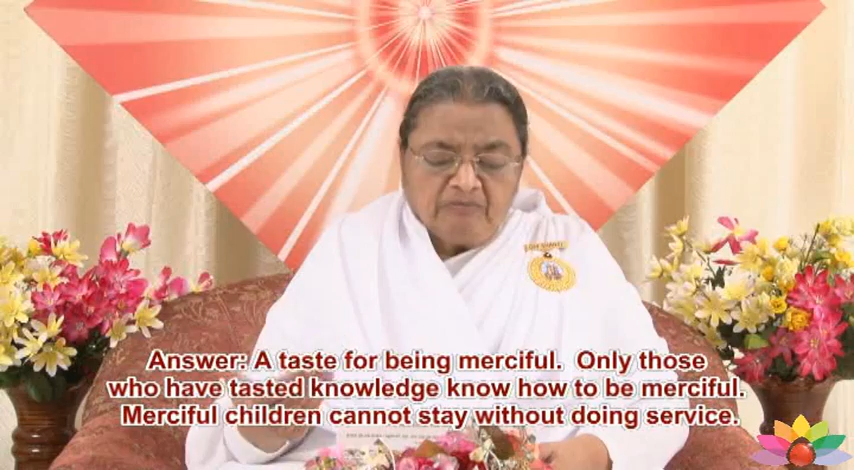 Answer: A taste for being merciful.  Only those
who have tasted knowledge know how to be merciful.
Merciful children cannot stay without doing service.